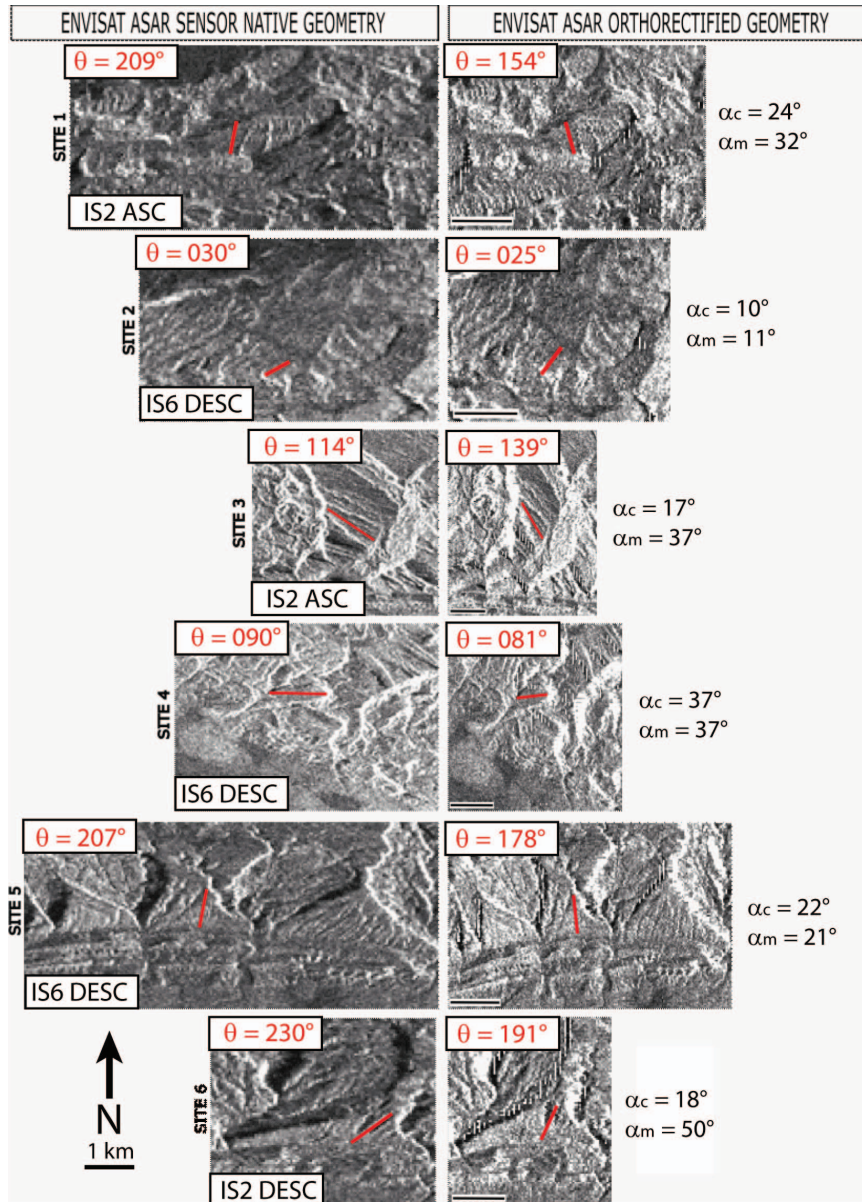 ENVISAT ASAR SENSOR NATIVE GEOMETRY
ENVISAT ASAR ORTHORECTIFIED GEOMETRY
SITE 1
θ = 209°
IS2 ASC
θ = 154°
αc = 24°
αm = 32°
SITE 2
θ = 030°
IS6 DESC
θ = 025°
αc = 10°
αm = 11°
SITE 3
θ = 114°
IS2 ASC
θ = 139°
αc = 17°
αm = 37°
SITE 4
θ = 090°
IS6 DESC
θ = 081°
αc = 37°
αm = 37°
SITE 5
θ = 207°
IS6 DESC
θ = 178°
αc = 22°
αm = 21°
SITE 6
θ = 230°
IS2 DESC
θ = 191°
αc = 18°
αm = 50°
N
1 km